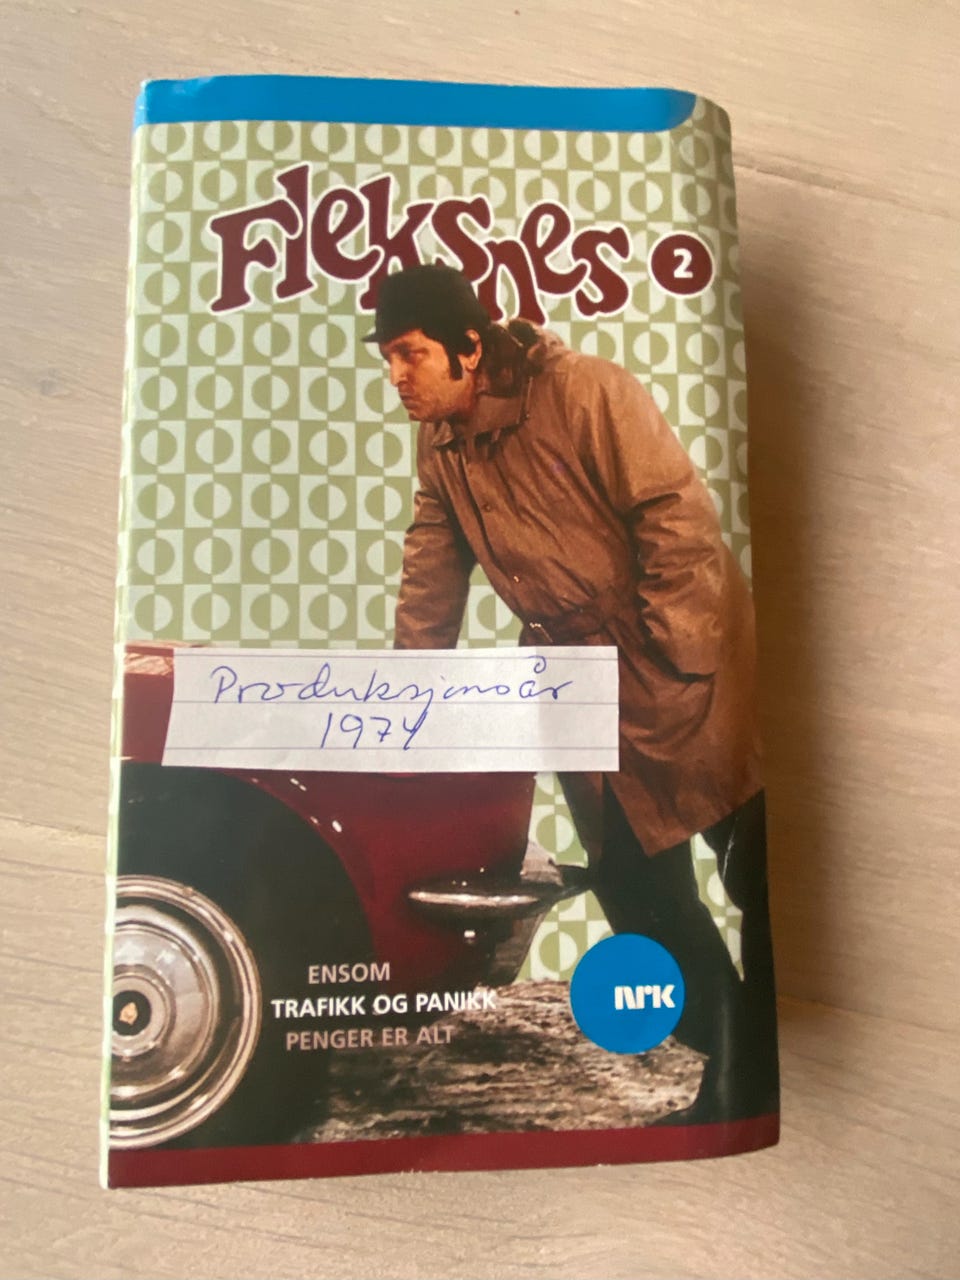 Fleksnes 2
Produksjonsår
1974
ENSOM
TRAFIKK OG PANIKK
PENGER ER ALT
NRK